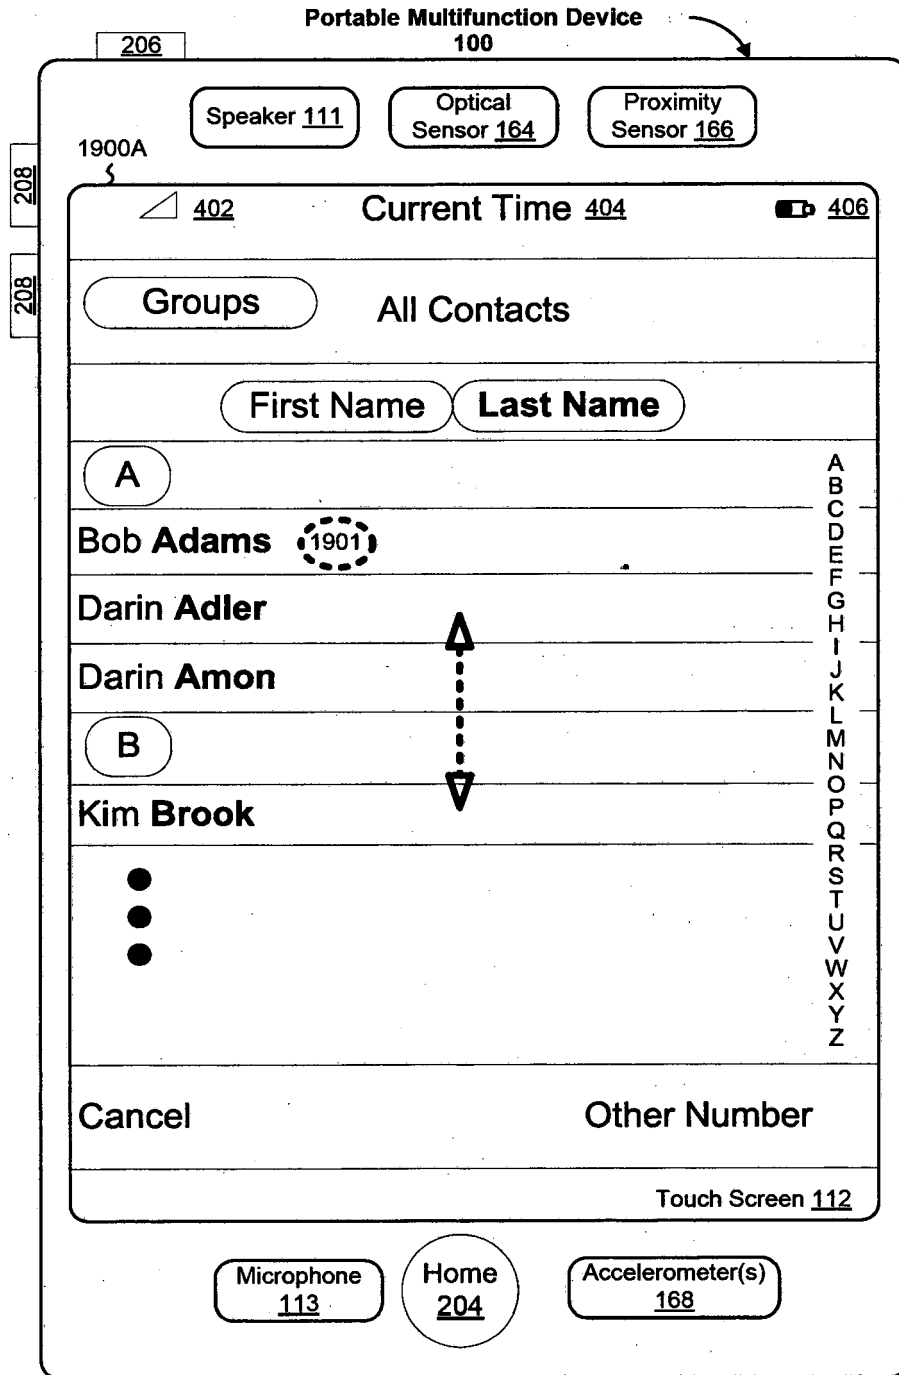 Portable Multifunction Device
100
206
Speaker 111
Optical
Sensor 164
Proximity
Sensor 166
1900A
208
208
402
Current Time 404
406
Groups
All Contacts
First Name
Last Name
A
Bob Adams
1901
Darin Adler
Darin Amon
B
Kim Brook
A
B
C
D
E
F
G
H
I
J
K
L
M
N
O
P
Q
R
S
T
U
V
W
X
Y
Z
Cancel
Other Number
Touch Screen 112
Microphone
113
Home
204
Accelerometer(s)
168